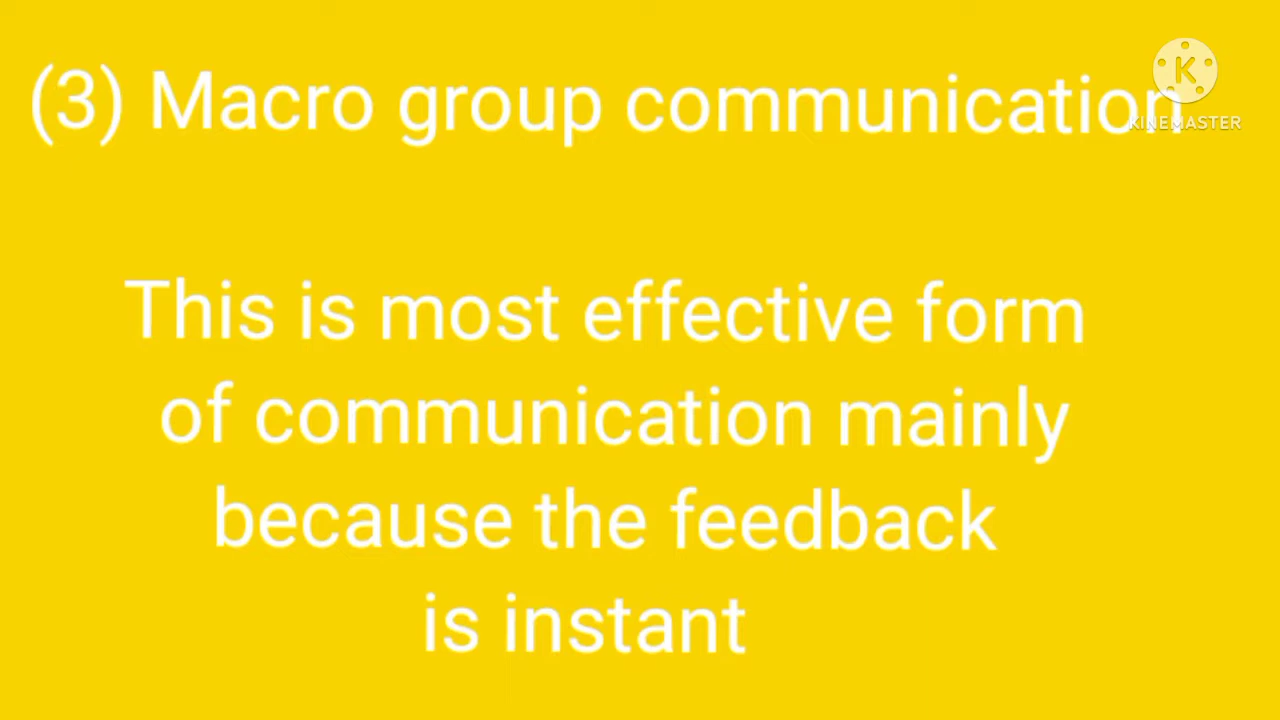 (3) Macro group communication
K
KINEMASTER
This is most effective form
of communication mainly
because the feedback
is instant